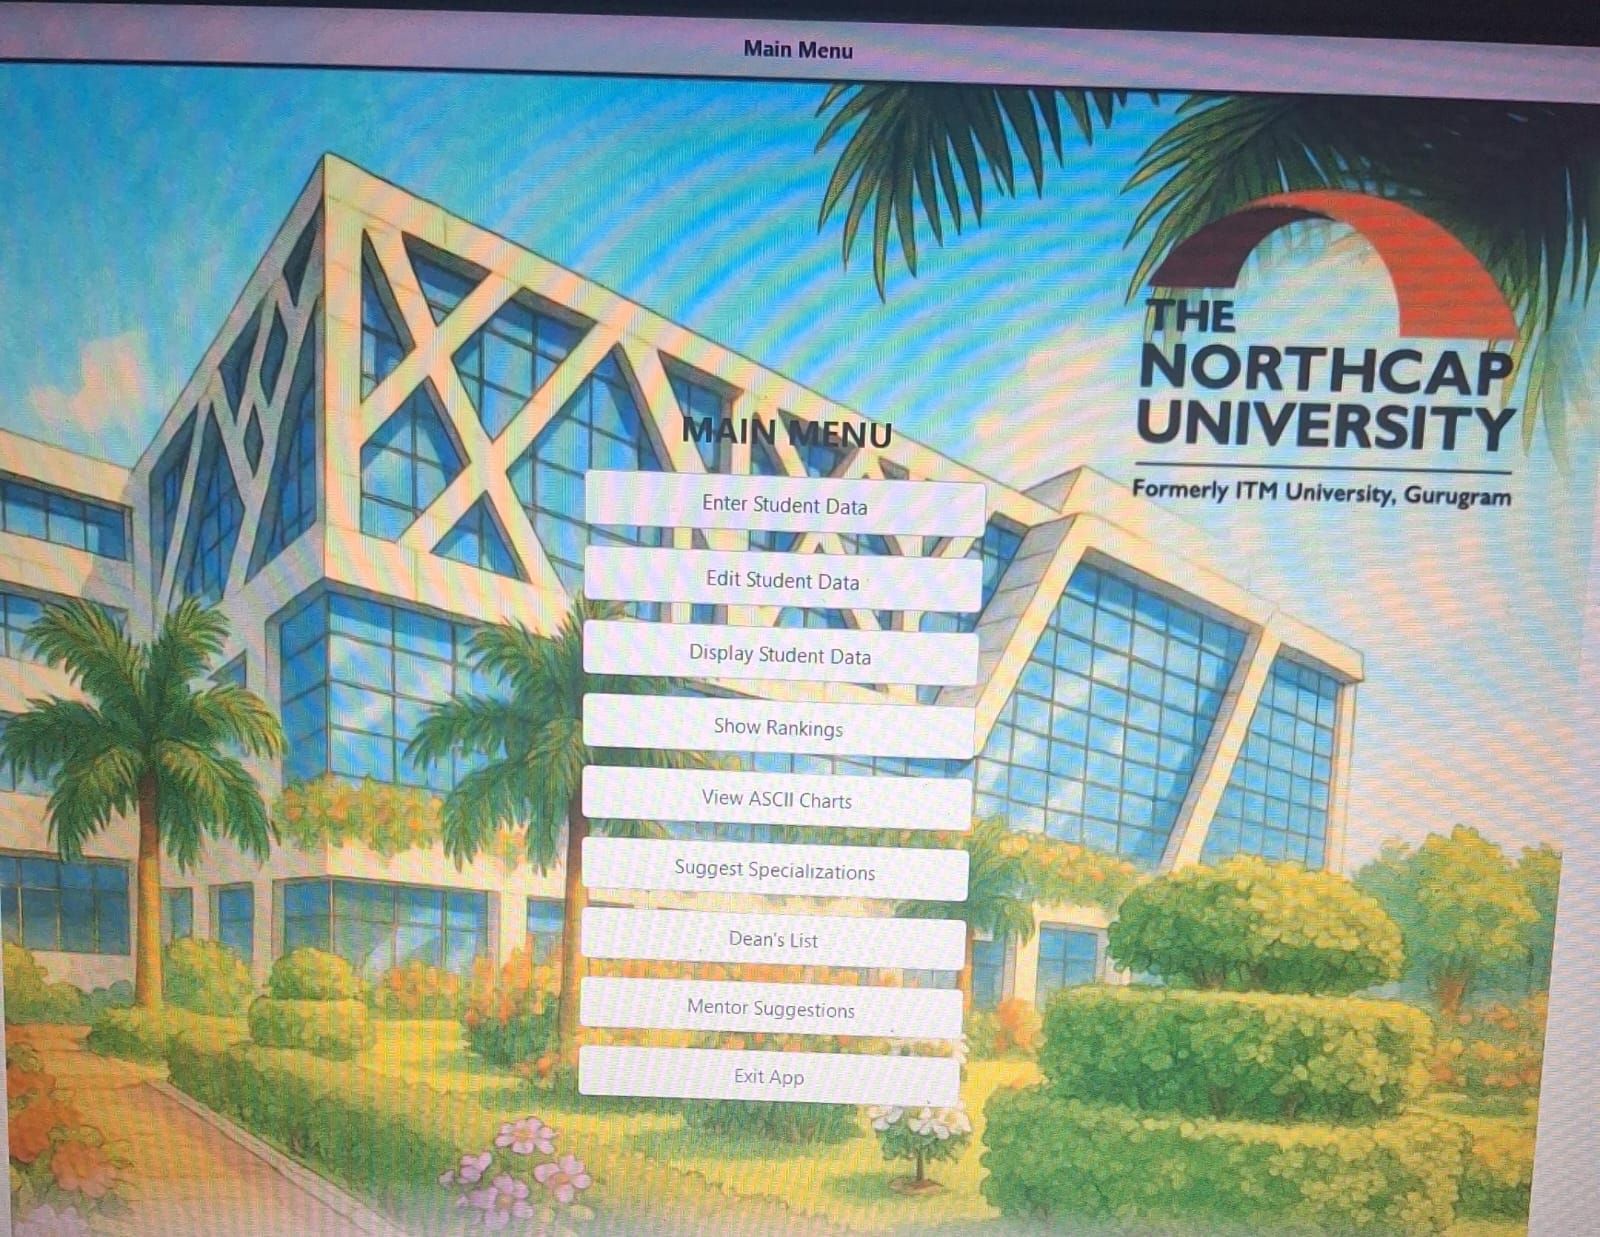 Main Menu
THE
NORTHCAP
UNIVERSITY
Formerly ITM University, Gurugram
MAIN MENU
Enter Student Data
Edit Student Data
Display Student Data
Show Rankings
View ASCII Charts
Suggest Specializations
Dean's List
Mentor Suggestions
Exit App